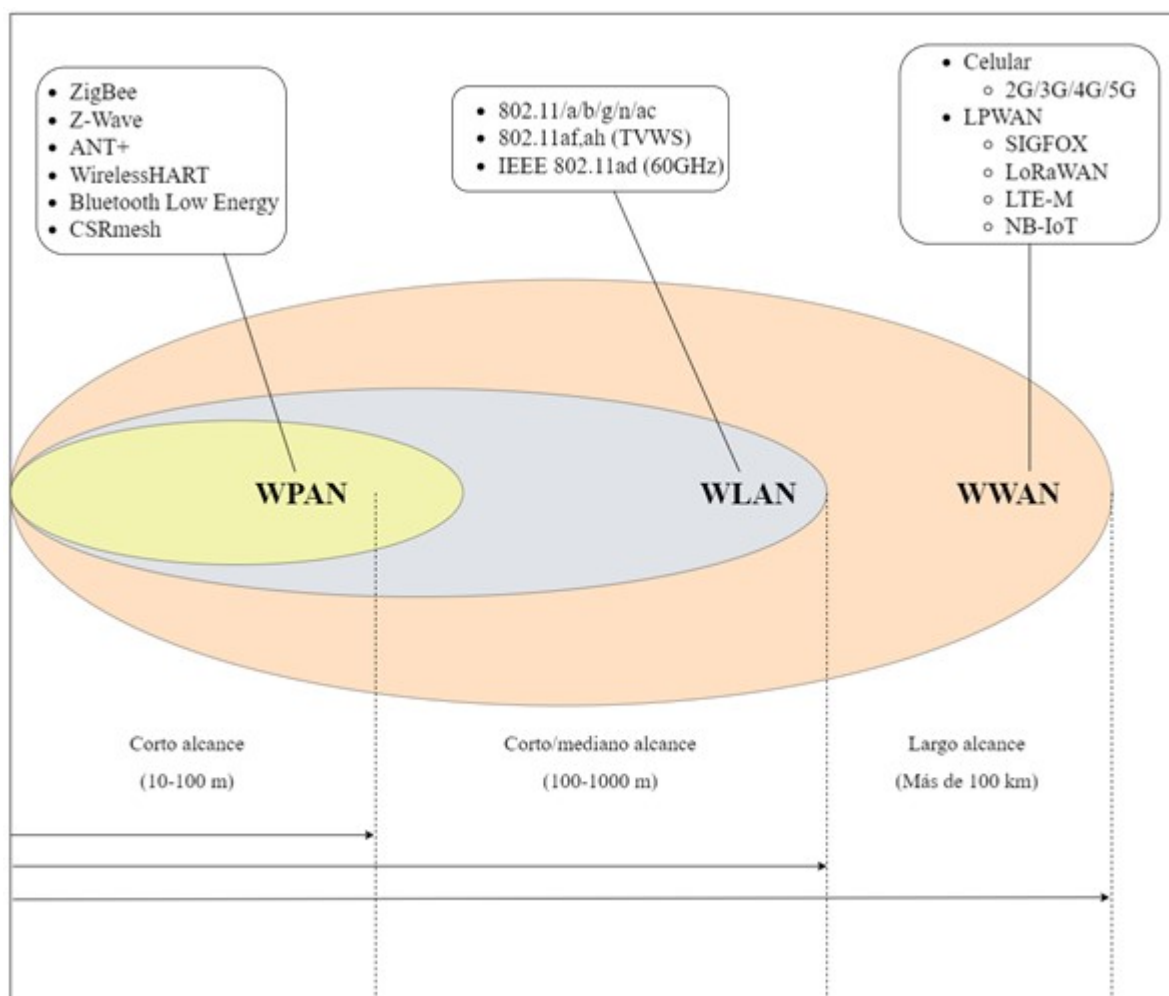 • ZigBee
• Z-Wave
• ANT+
• WirelessHART
• Bluetooth Low Energy
• CSRmesh
• 802.11/a/b/g/n/ac
• 802.11af,ah (TVWS)
• IEEE 802.11ad (60GHz)
• Celular
○ 2G/3G/4G/5G
• LPWAN
○ SIGFOX
○ LoRaWAN
○ LTE-M
○ NB-IoT
WPAN
WLAN
WWAN
Corto alcance
(10-100 m)
Corto/mediano alcance
(100-1000 m)
Largo alcance
(Más de 100 km)